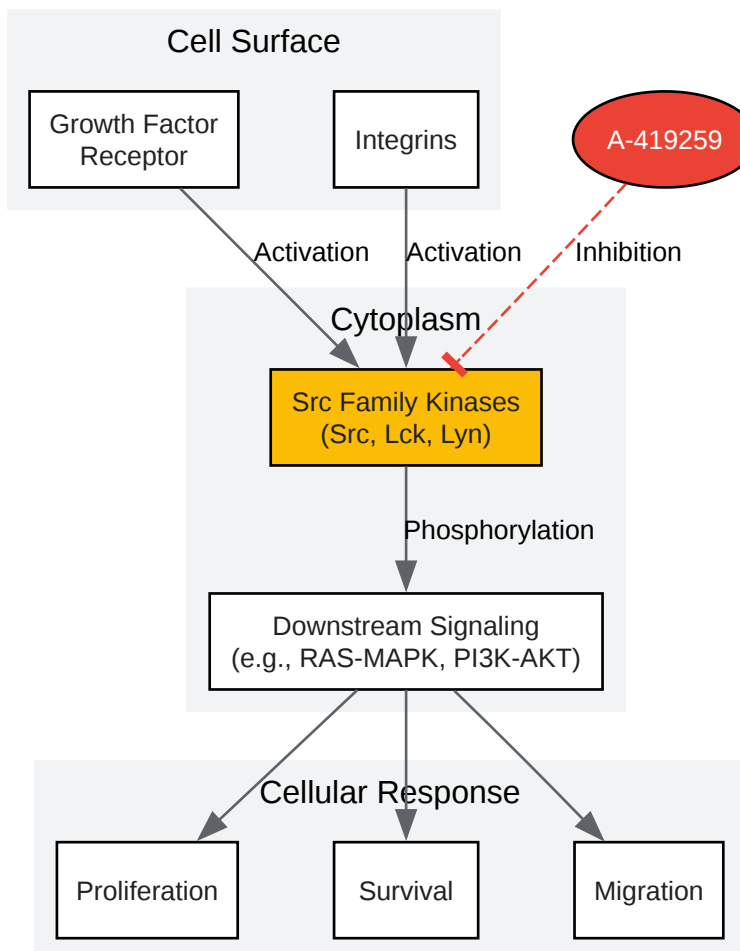 Cell Surface
Growth Factor
Receptor
Integrins
A-419259
Activation
Activation
Inhibition
Cytoplasm
Src Family Kinases
(Src, Lck, Lyn)
Phosphorylation
Downstream Signaling
(e.g., RAS-MAPK, PI3K-AKT)
Cellular Response
Proliferation
Survival
Migration